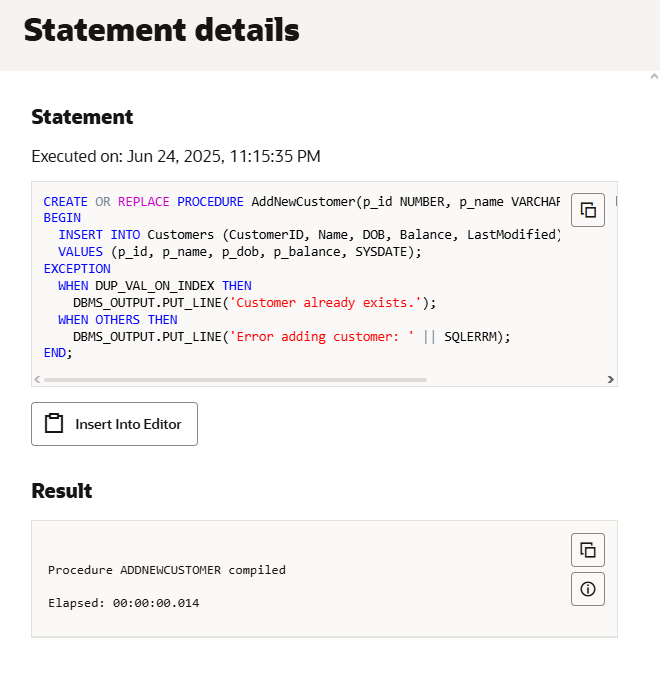 Statement details
Statement
Executed on: Jun 24, 2025, 11:15:35 PM
CREATE OR REPLACE PROCEDURE AddNewCustomer(p_id NUMBER, p_name
BEGIN
INSERT INTO Customers (CustomerID, Name, DOB, Balance, LastModified)
VALUES (p_id, p_name, p_dob, p_balance, SYSDATE);
EXCEPTION
WHEN DUP_VAL_ON_INDEX THEN
DBMS_OUTPUT.PUT_LINE('Customer already exists.');
WHEN OTHERS THEN
DBMS_OUTPUT.PUT_LINE('Error adding customer: ' || SQLERRM);
END;
Insert Into Editor
Result
Procedure ADDNEWCUSTOMER compiled
Elapsed: 00:00:00.014